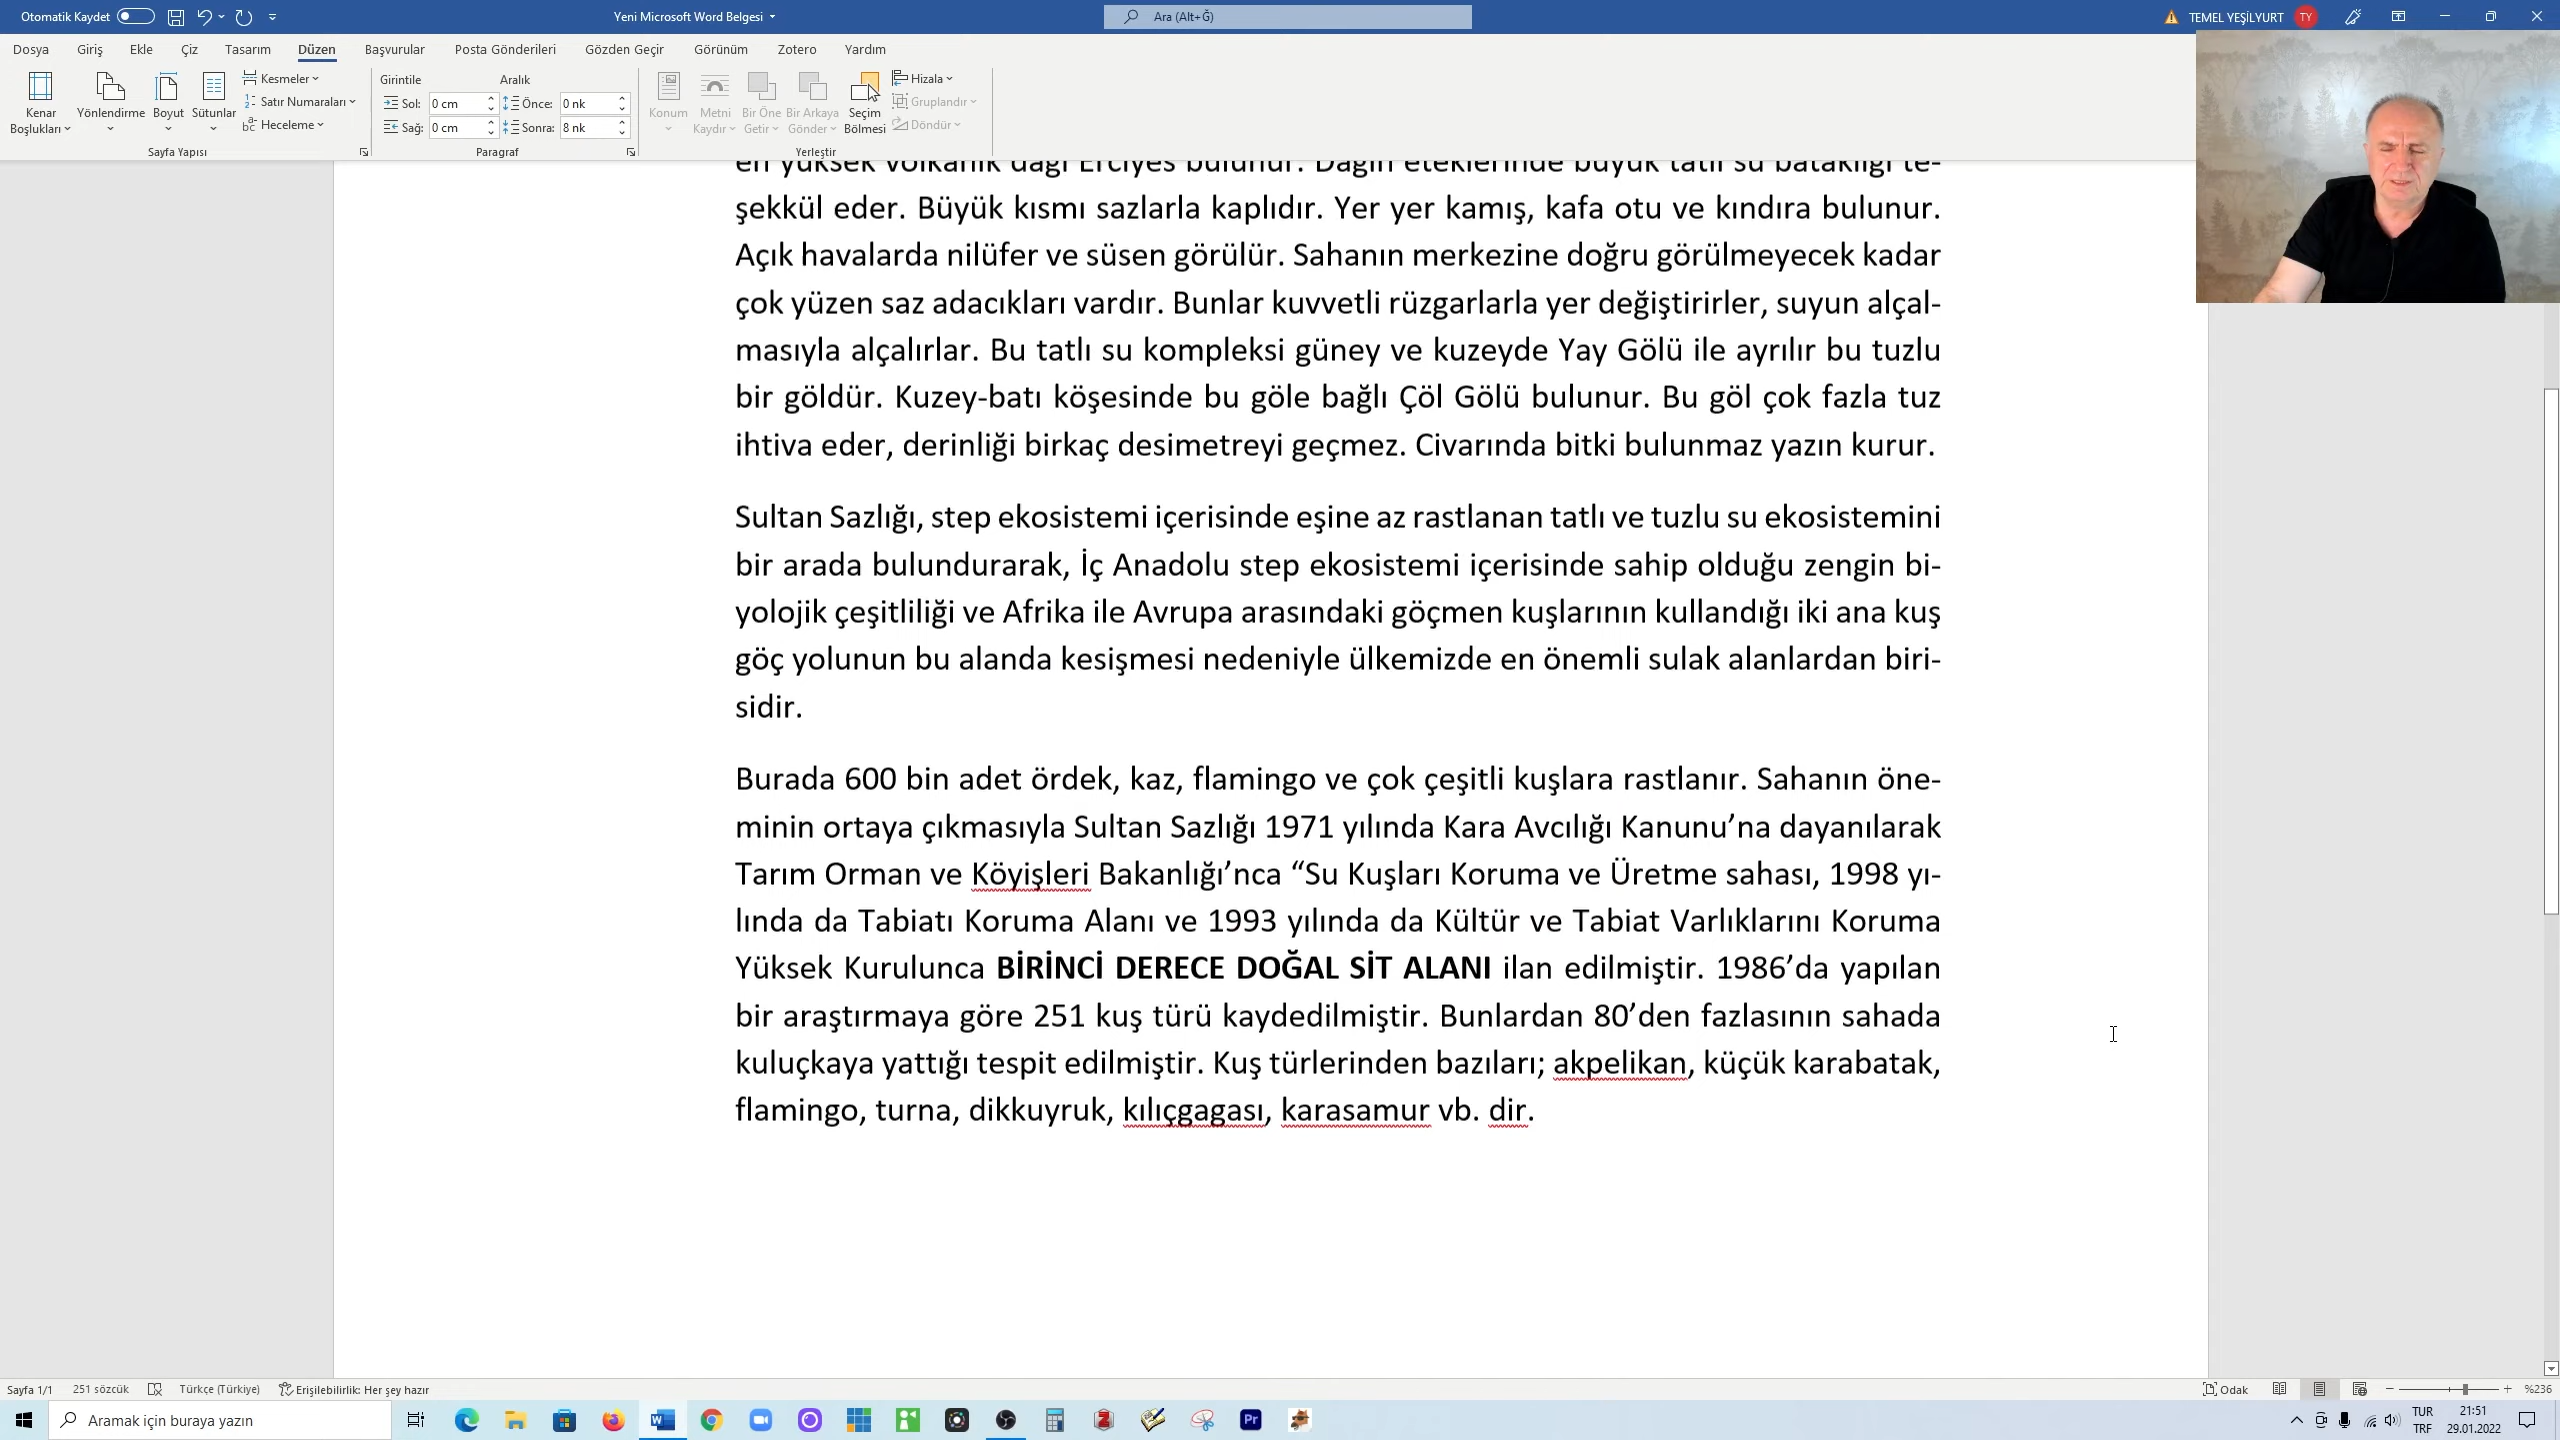 Otomatik Kaydet
Yeni Microsoft Word Belgesi
Ara (Alt+Ğ)
TEMEL YEŞİLYURT
TY
Dosya Giriş Ekle Çiz Tasarım Düzen Başvurular Posta Gönderileri Gözden Geçir Görünüm Zotero Yardım
Kenar Boşlukları
Yönlendirme
Boyut
Sütunlar
Kesmeler
Satır Numaraları
Heceleme
Sayfa Yapısı
Girintile
Sol: 0 cm
Sağ: 0 cm
Aralık
Önce: 0 nk
Sonra: 8 nk
Paragraf
Konum
Metni Kaydır
Bir Öne Getir
Bir Arkaya Gönder
Seçim Bölmesi
Hizala
Gruplandır
Döndür
Yerleştir
en yüksek volkanik dağı Erciyes bulunur. Dağın eteklerinde büyük tatlı su bataklığı te-
şekkül eder. Büyük kısmı sazlarla kaplıdır. Yer yer kamış, kafa otu ve kındıra bulunur.
Açık havalarda nilüfer ve süsen görülür. Sahanın merkezine doğru görülmeyecek kadar
çok yüzen saz adacıkları vardır. Bunlar kuvvetli rüzgarlarla yer değiştirirler, suyun alçal-
masıyla alçalırlar. Bu tatlı su kompleksi güney ve kuzeyde Yay Gölü ile ayrılır bu tuzlu
bir göldür. Kuzey-batı köşesinde bu göle bağlı Çöl Gölü bulunur. Bu göl çok fazla tuz
ihtiva eder, derinliği birkaç desimetreyi geçmez. Civarında bitki bulunmaz yazın kurur.
Sultan Sazlığı, step ekosistemi içerisinde eşine az rastlanan tatlı ve tuzlu su ekosistemini
bir arada bulundurarak, İç Anadolu step ekosistemi içerisinde sahip olduğu zengin bi-
yolojik çeşitliliği ve Afrika ile Avrupa arasındaki göçmen kuşlarının kullandığı iki ana kuş
göç yolunun bu alanda kesişmesi nedeniyle ülkemizde en önemli sulak alanlardan biri-
sidir.
Burada 600 bin adet ördek, kaz, flamingo ve çok çeşitli kuşlara rastlanır. Sahanın öne-
minin ortaya çıkmasıyla Sultan Sazlığı 1971 yılında Kara Avcılığı Kanunu’na dayanılarak
Tarım Orman ve Köyişleri Bakanlığı’nca “Su Kuşları Koruma ve Üretme sahası, 1998 yı-
lında da Tabiatı Koruma Alanı ve 1993 yılında da Kültür ve Tabiat Varlıklarını Koruma
Yüksek Kurulunca BİRİNCİ DERECE DOĞAL SİT ALANI ilan edilmiştir. 1986’da yapılan
bir araştırmaya göre 251 kuş türü kaydedilmiştir. Bunlardan 80’den fazlasının sahada
kuluçkaya yattığı tespit edilmiştir. Kuş türlerinden bazıları; akpelikan, küçük karabatak,
flamingo, turna, dikkuyruk, kılıçgagası, karasamur vb. dir.
Sayfa 1/1 251 sözcük Türkçe (Türkiye) Erişilebilirlik: Her şey hazır
Odak
%236
Aramak için buraya yazın
Pr
TUR
TRF
21:51
29.01.2022